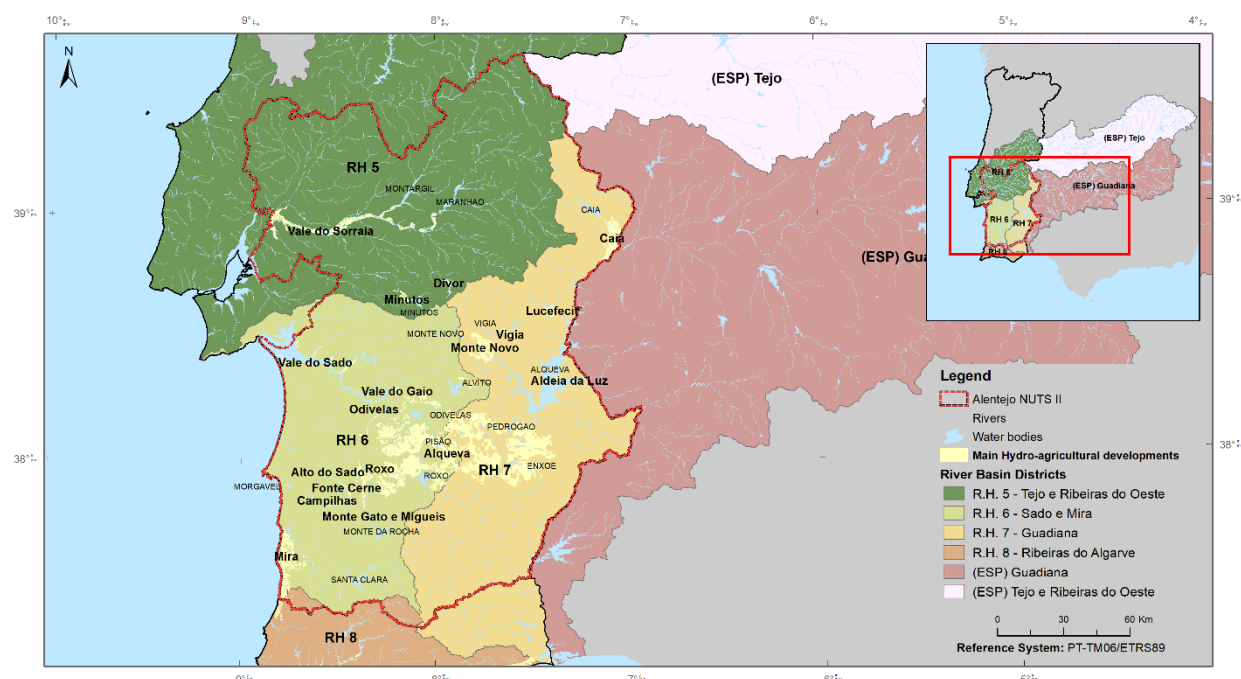 10°
9°
8°
7°
6°
5°
4°
N
(ESP) Tejo
(ESP) Tejo
(ESP) Guadiana
RH 6
RH 7
RH 8
RH 5
MONTARGIL
MARANHAO
39°
39°
CAIA
Caia
Vale do Sorraia
(ESP) Gua
Divor
Minutos
MINUTOS
Lucefecit
VIGIA
MONTE NOVO
Vigia
Monte Novo
Vale do Sado
ALQUEVA
Aldeia da Luz
ALVITO
Vale do Gaio
Odivelas
ODIVELAS
PEDROGAO
RH 6
PISÃO
Alqueva
38°
38°
ENXOE
RH 7
Alto do Sado
Roxo
ROXO
MORGAVEL
Fonte Cerne
Campilhas
Monte Gato e Migueis
MONTE DA ROCHA
Mira
SANTA CLARA
RH 8
Legend
Alentejo NUTS II
Rivers
Water bodies
Main Hydro-agricultural developments
River Basin Districts
R.H. 5 - Tejo e Ribeiras do Oeste
R.H. 6 - Sado e Mira
R.H. 7 - Guadiana
R.H. 8 - Ribeiras do Algarve
(ESP) Guadiana
(ESP) Tejo e Ribeiras do Oeste
0 30 60 Km
Reference System: PT-TM06/ETRS89